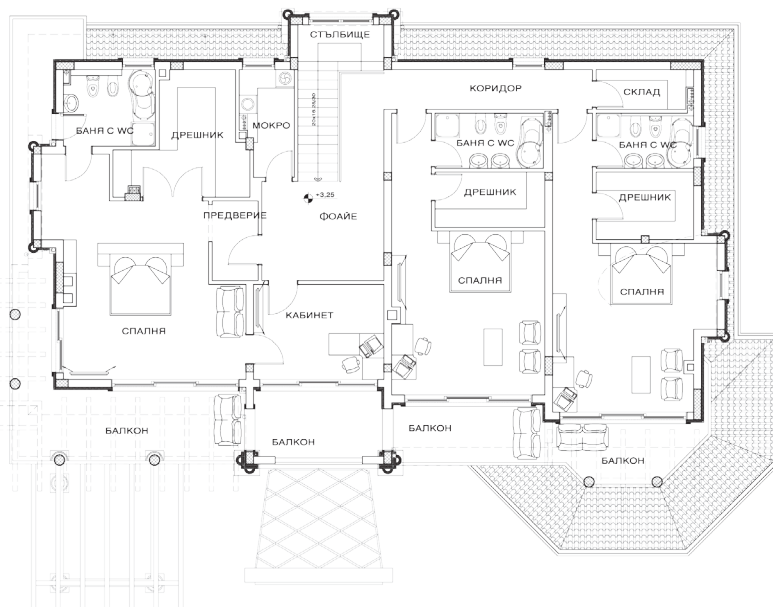 СТЪЛБИЩЕ
КОРИДОР
СКЛАД
БАНЯ С WC
ДРЕШНИК
МОКРО
БАНЯ С WC
БАНЯ С WC
ДРЕШНИК
ДРЕШНИК
+3,25
ПРЕДВЕРИЕ
ФОАЙЕ
СПАЛНЯ
СПАЛНЯ
КАБИНЕТ
СПАЛНЯ
БАЛКОН
БАЛКОН
БАЛКОН
БАЛКОН